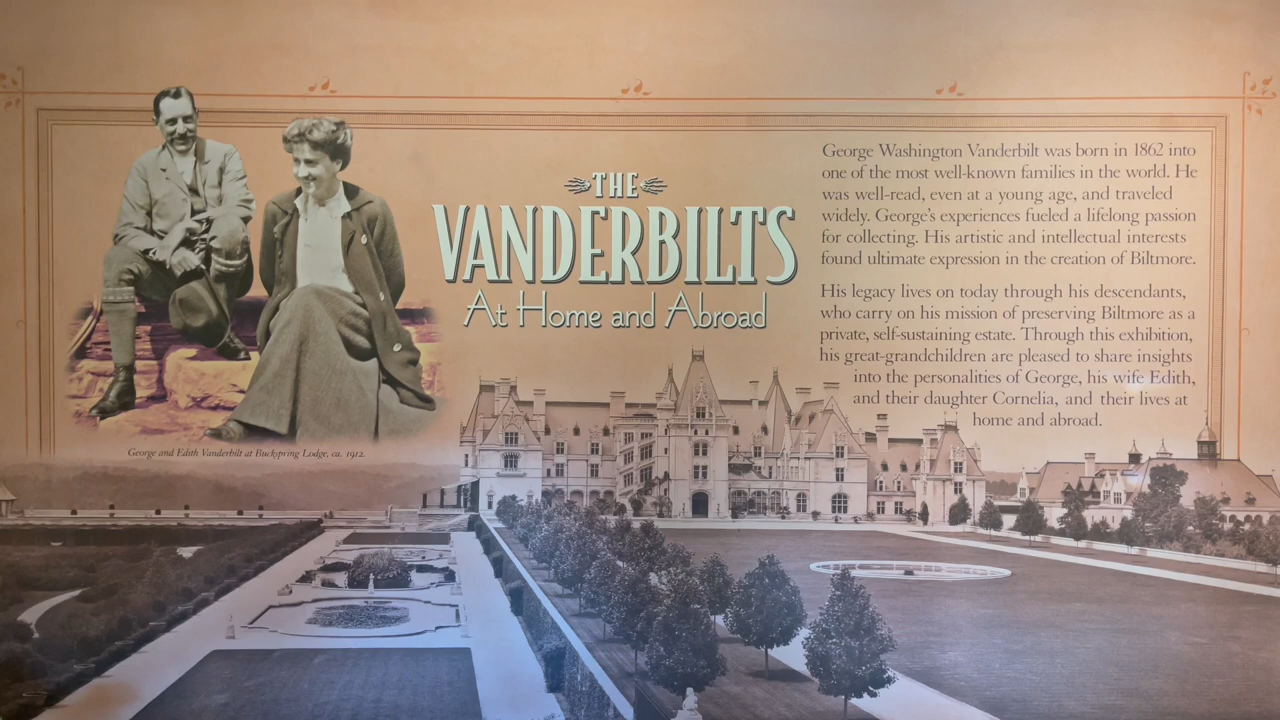 THE
VANDERBILTS
At Home and Abroad
George Washington Vanderbilt was born in 1862 into
one of the most well-known families in the world. He
was well-read, even at a young age, and traveled
widely. George's experiences fueled a lifelong passion
for collecting. His artistic and intellectual interests
found ultimate expression in the creation of Biltmore.
His legacy lives on today through his descendants,
who carry on his mission of preserving Biltmore as a
private, self-sustaining estate. Through this exhibition,
his great-grandchildren are pleased to share insights
into the personalities of George, his wife Edith,
and their daughter Cornelia, and their lives at
home and abroad.
George and Edith Vanderbilt at Buckspring Lodge, ca. 1912.